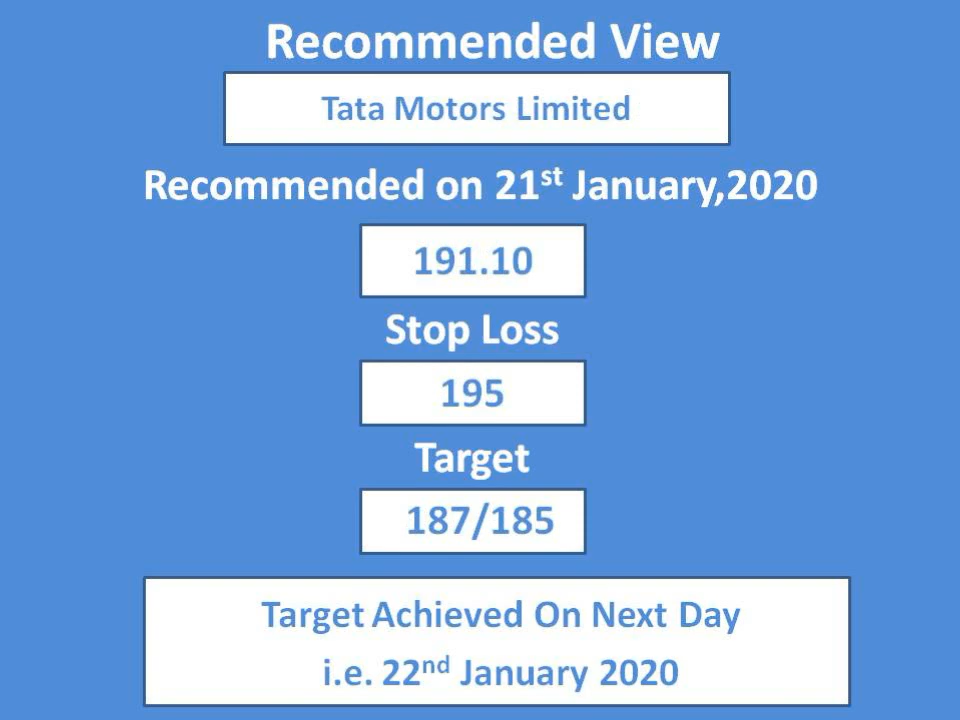 Recommended View
Tata Motors Limited
Recommended on 21st January,2020
191.10
Stop Loss
195
Target
187/185
Target Achieved On Next Day
i.e. 22nd January 2020